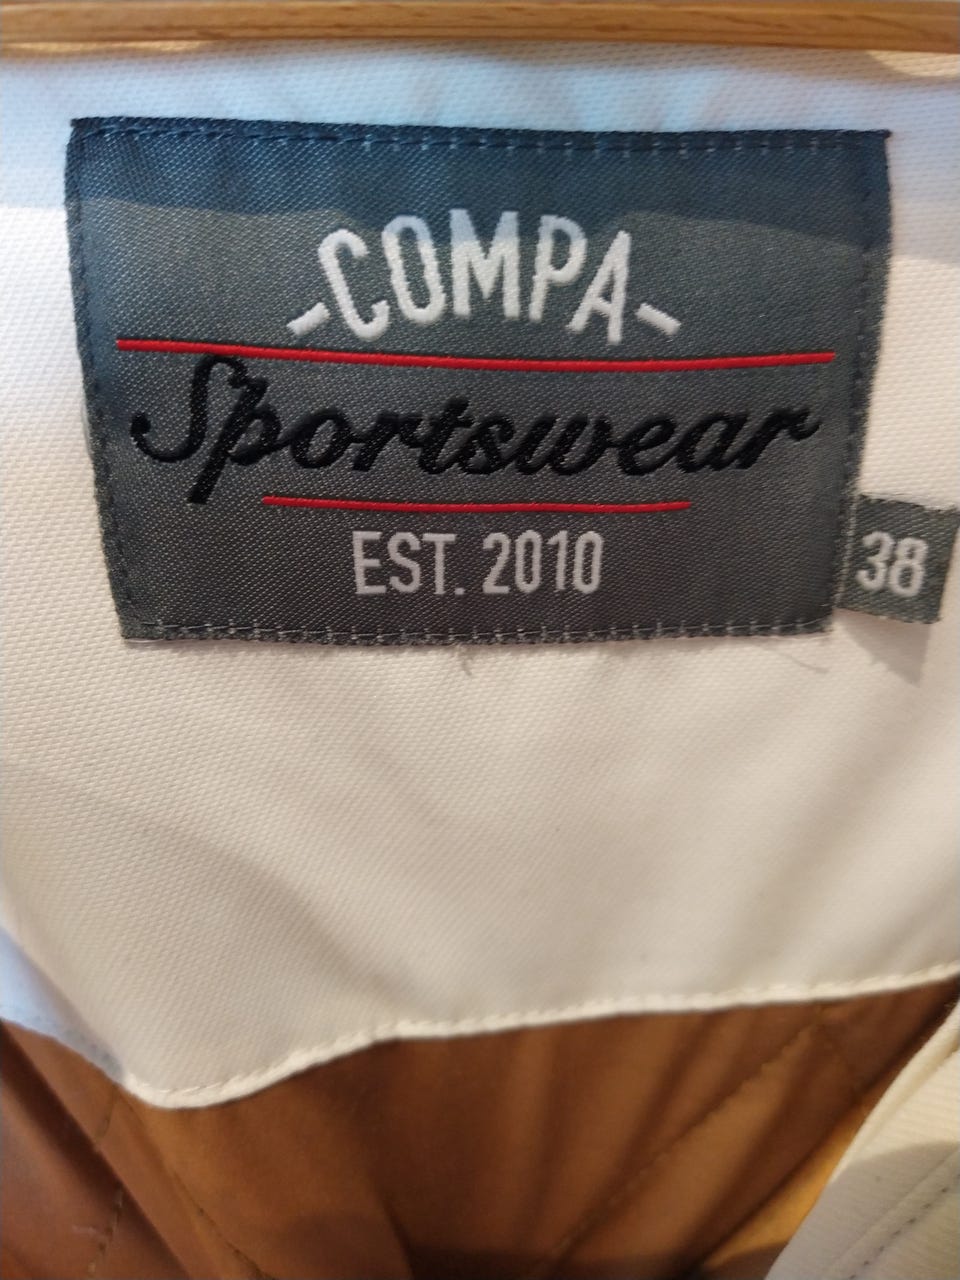 -COMPA-
Sportswear
EST. 2010
38